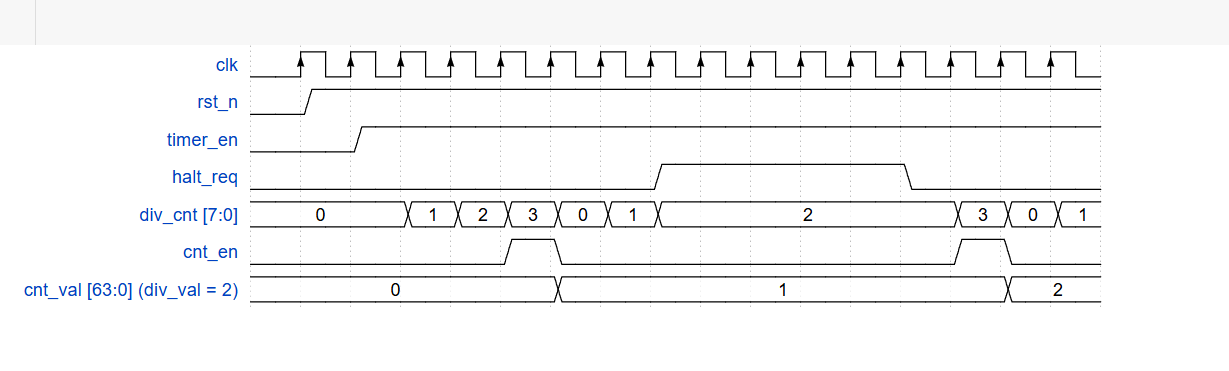 clk
rst_n
timer_en
halt_req
div_cnt [7:0] 0 1 2 3 0 1 2 3 0 1
cnt_en
cnt_val [63:0] (div_val = 2) 0 1 2